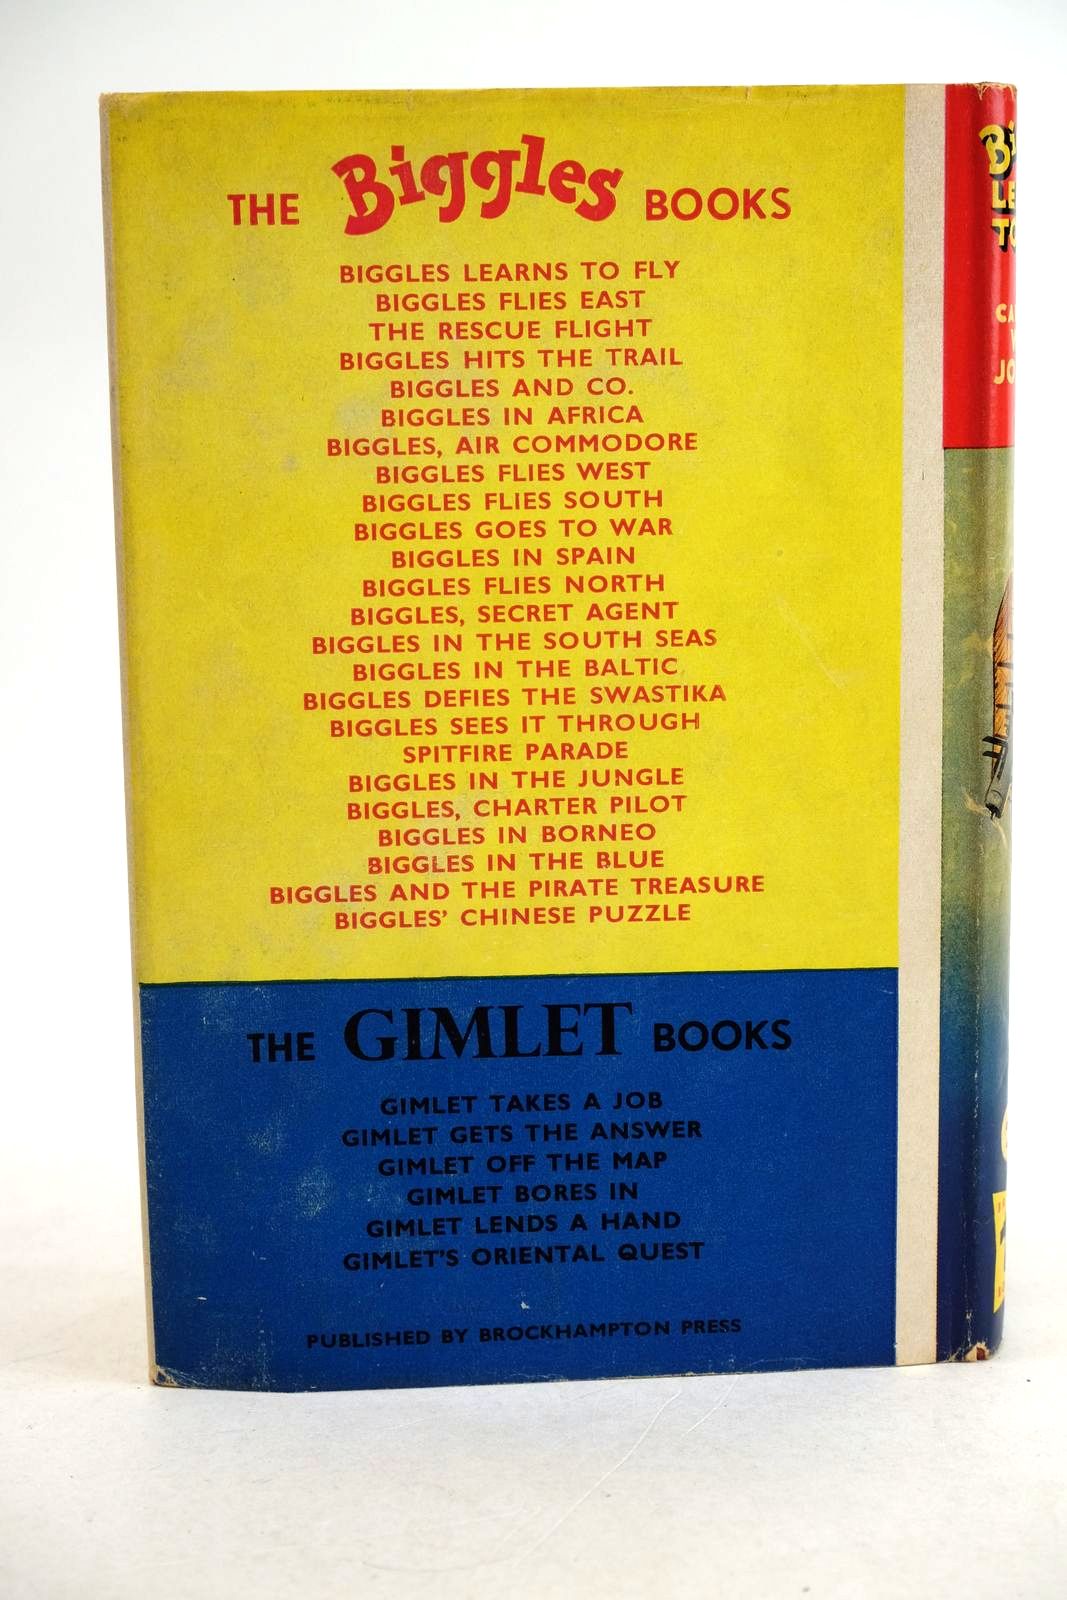 THE Biggles BOOKS
BIGGLES LEARNS TO FLY
BIGGLES FLIES EAST
THE RESCUE FLIGHT
BIGGLES HITS THE TRAIL
BIGGLES AND CO.
BIGGLES IN AFRICA
BIGGLES, AIR COMMODORE
BIGGLES FLIES WEST
BIGGLES FLIES SOUTH
BIGGLES GOES TO WAR
BIGGLES IN SPAIN
BIGGLES FLIES NORTH
BIGGLES, SECRET AGENT
BIGGLES IN THE SOUTH SEAS
BIGGLES IN THE BALTIC
BIGGLES DEFIES THE SWASTIKA
BIGGLES SEES IT THROUGH
SPITFIRE PARADE
BIGGLES IN THE JUNGLE
BIGGLES, CHARTER PILOT
BIGGLES IN BORNEO
BIGGLES IN THE BLUE
BIGGLES AND THE PIRATE TREASURE
BIGGLES' CHINESE PUZZLE
THE GIMLET BOOKS
GIMLET TAKES A JOB
GIMLET GETS THE ANSWER
GIMLET OFF THE MAP
GIMLET BORES IN
GIMLET LENDS A HAND
GIMLET'S ORIENTAL QUEST
PUBLISHED BY BROCKHAMPTON PRESS